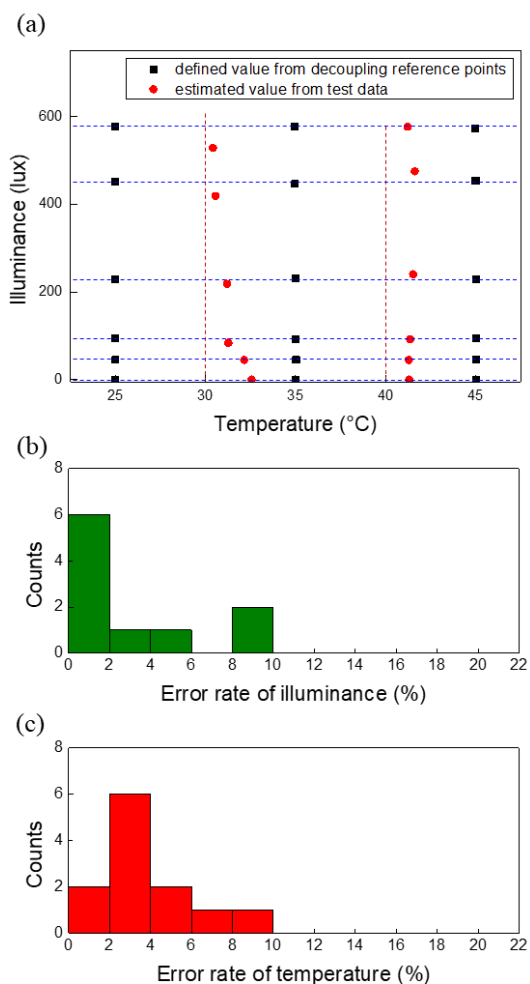 (a)
defined value from decoupling reference points
estimated value from test data
600
400
200
0
Illuminance (lux)
25 30 35 40 45
Temperature (°C)
(b)
8
6
4
2
0
Counts
0 2 4 6 8 10 12 14 16 18 20 22
Error rate of illuminance (%)
(c)
8
6
4
2
0
Counts
0 2 4 6 8 10 12 14 16 18 20 22
Error rate of temperature (%)